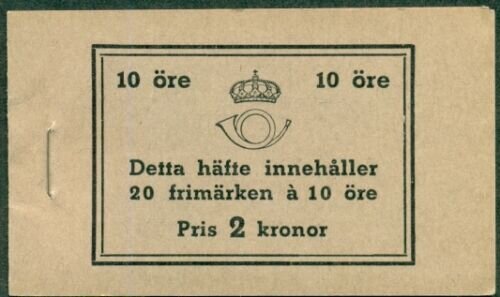 10 öre 10 öre
Detta häfte innehåller
20 frimärken à 10 öre
Pris 2 kronor